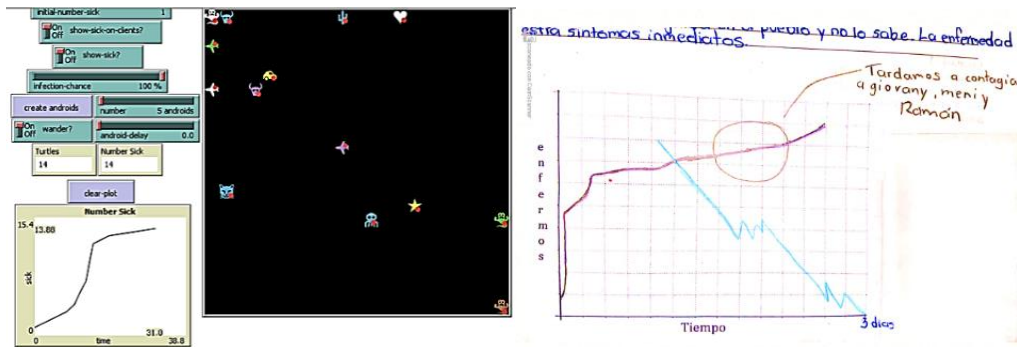 initial-number-sick 1
On
Off show-sick-on-clients?
On
Off show-sick?
infection-chance 100 %
create androids
number 5 androids
On
Off wander?
android-delay 0.0
Turtles
14
Number Sick
14
clear-plot
Number Sick
15.4
13.88
sick
0
0
time
31.0
38.8
pueblo y no lo sabe. La enfermedad
estra sintomas inmediatos.
Tardamos a contagia
a giovany, meni y
Ramón
enfermos
Tiempo
3 dias